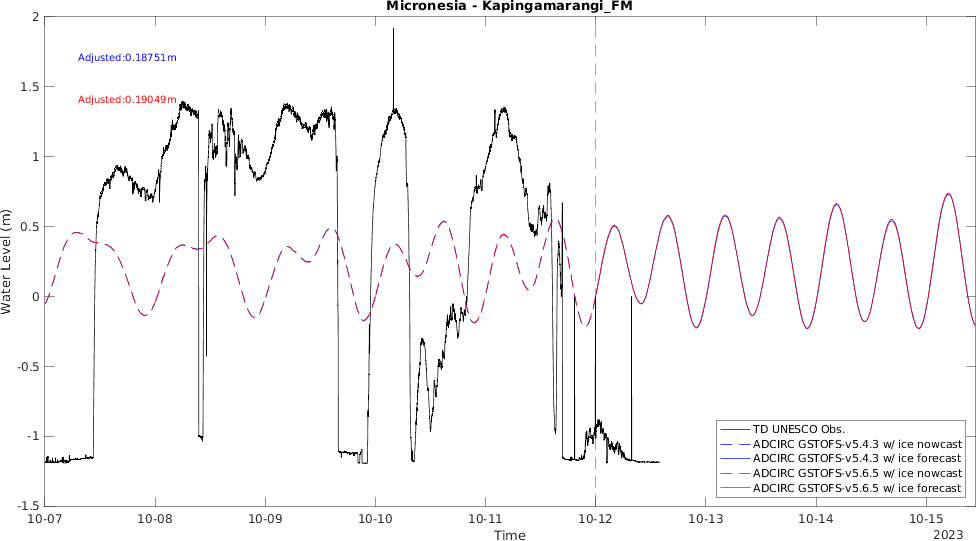 Micronesia - Kapingamarangi_FM
Adjusted:0.18751m
Adjusted:0.19049m
Water Level (m)
2
1.5
1
0.5
0
-0.5
-1
-1.5
TD UNESCO Obs.
ADCIRC GSTOFS-v5.4.3 w/ ice nowcast
ADCIRC GSTOFS-v5.4.3 w/ ice forecast
ADCIRC GSTOFS-v5.6.5 w/ ice nowcast
ADCIRC GSTOFS-v5.6.5 w/ ice forecast
10-07 10-08 10-09 10-10 10-11 10-12 10-13 10-14 10-15
Time
2023